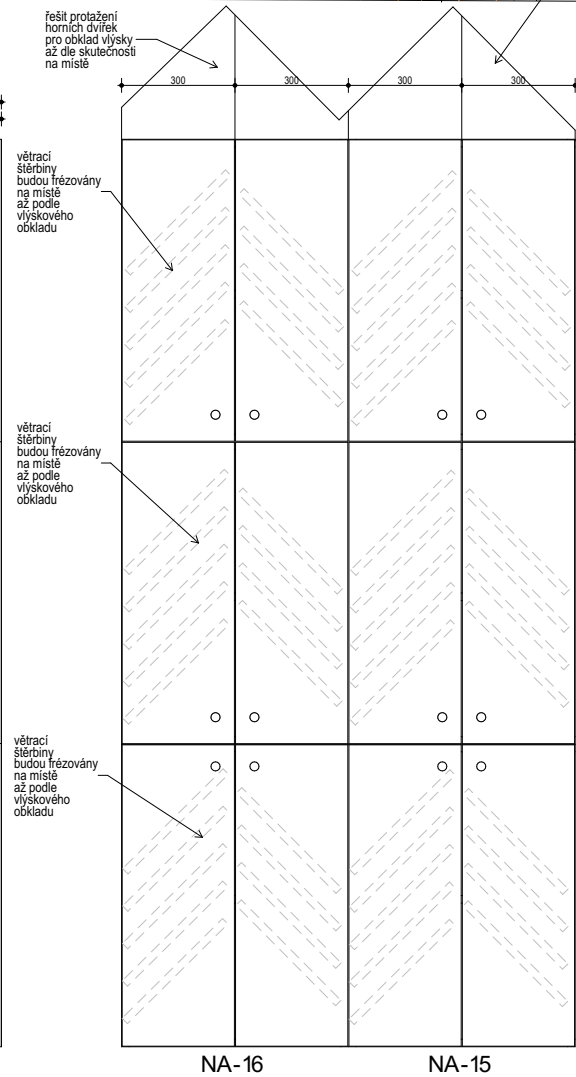 řešit protažení
horních dvířek
pro obklad vlýsky
až dle skutečnosti
na místě
300
300
300
300
větrací
štěrbiny
budou frézovány
na místě
až podle
vlýskového
obkladu
větrací
štěrbiny
budou frézovány
na místě
až podle
vlýskového
obkladu
větrací
štěrbiny
budou frézovány
na místě
až podle
vlýskového
obkladu
NA-16
NA-15